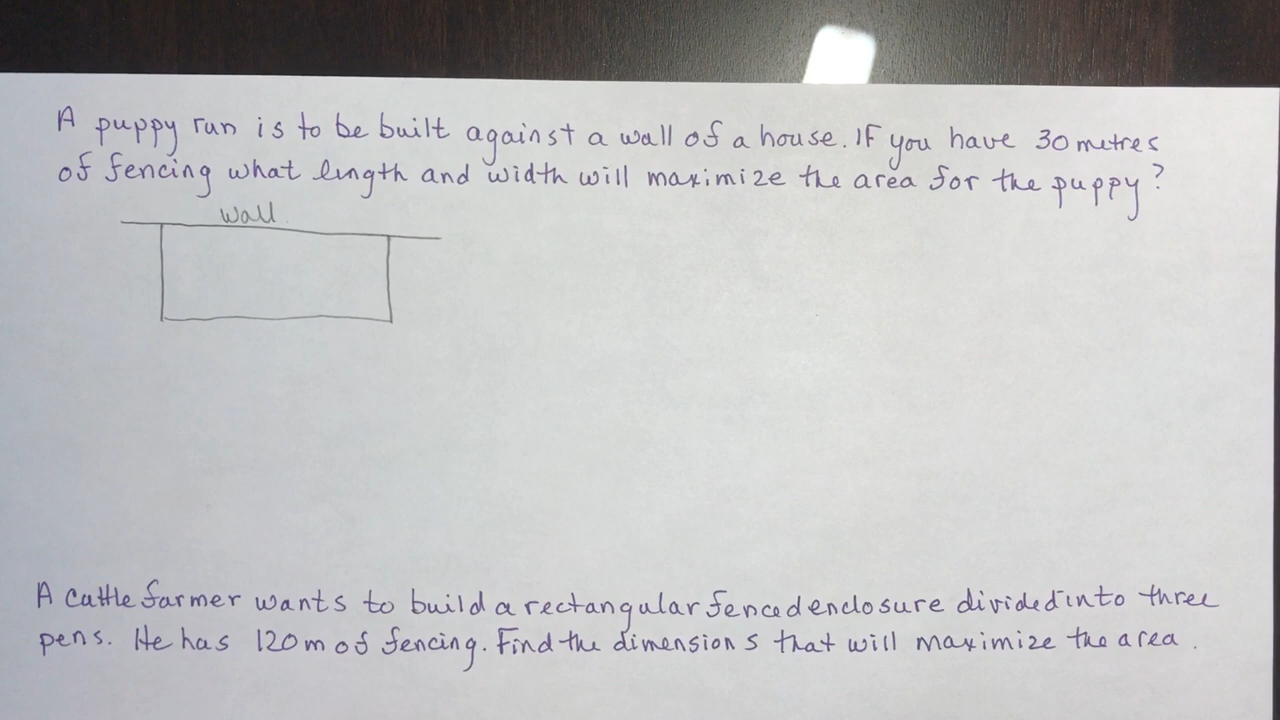 A puppy run is to be built against a wall of a house. If you have 30 metres
of fencing what length and width will maximize the area for the puppy?
wall
A cattle farmer wants to build a rectangular fenced enclosure divided into three
pens. He has 120m of fencing. Find the dimensions that will maximize the area.